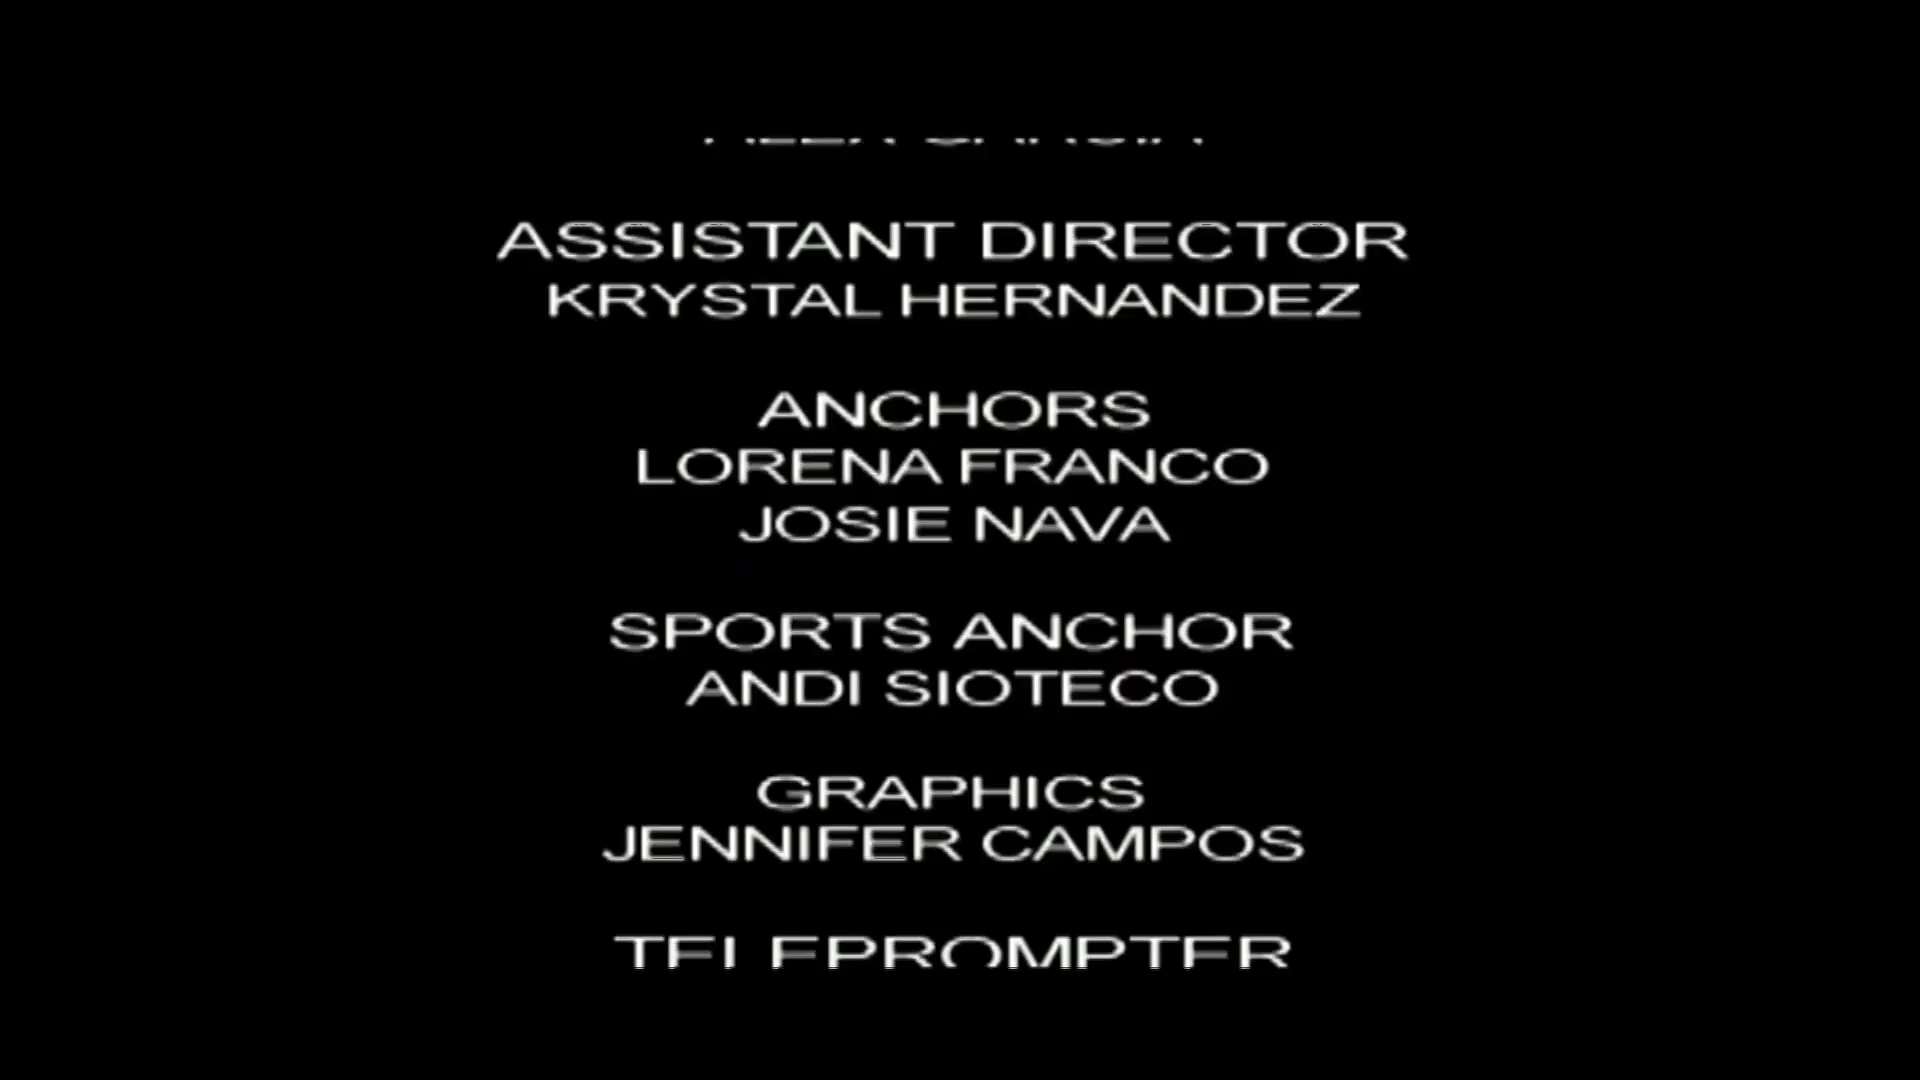 ASSISTANT DIRECTOR
KRYSTAL HERNANDEZ
ANCHORS
LORENA FRANCO
JOSIE NAVA
SPORTS ANCHOR
ANDI SIOTECO
GRAPHICS
JENNIFER CAMPOS
TELEPROMPTER